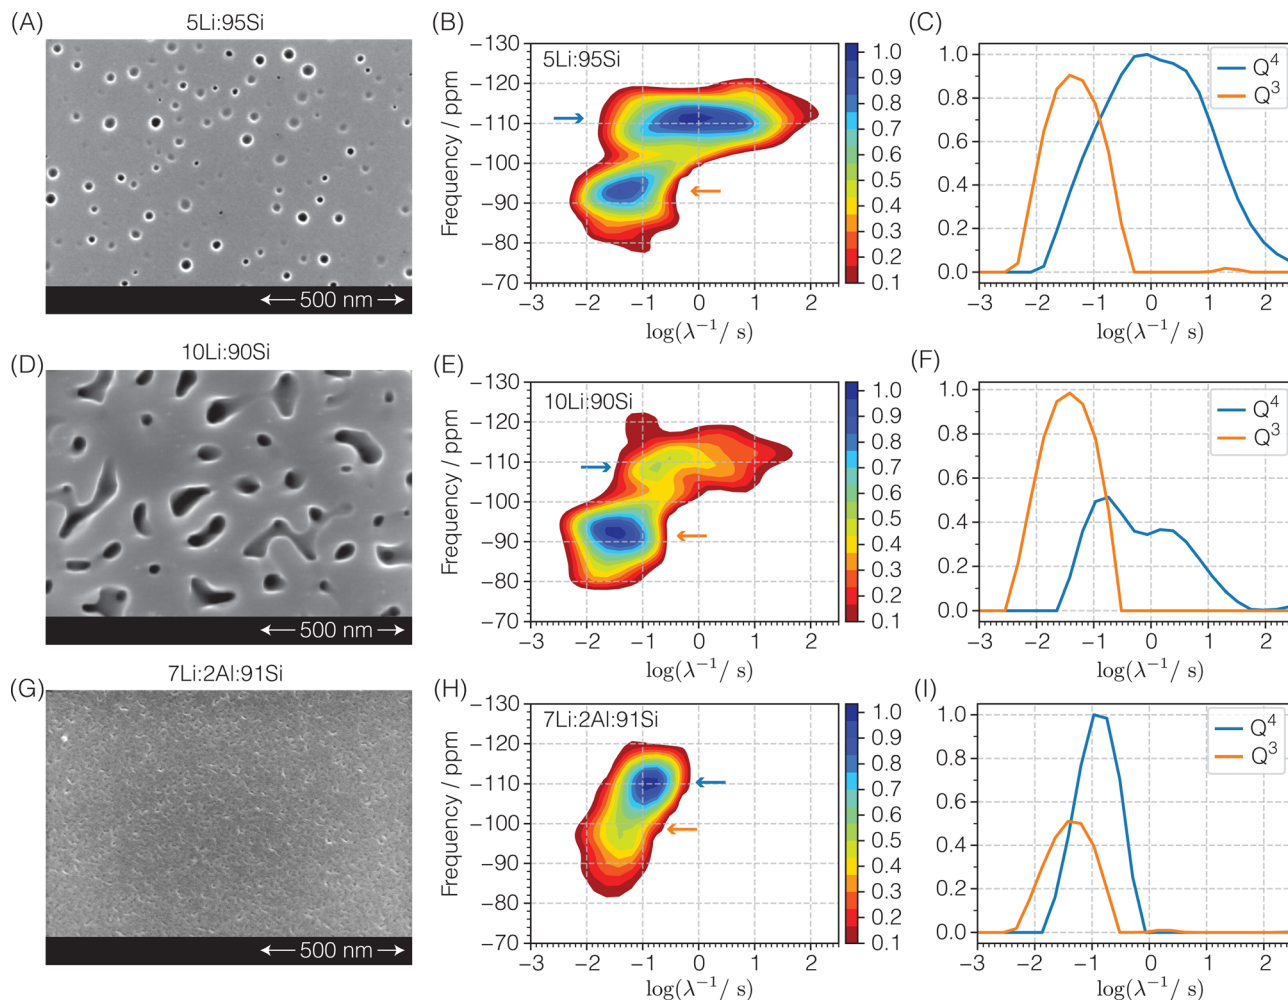 (A)
5Li:95Si
500 nm
(B)
5Li:95Si
Frequency / ppm
−130
−120
−110
−100
−90
−80
−70
−3 −2 −1 0 1 2
log(λ⁻¹/ s)
1.0
0.9
0.8
0.7
0.6
0.5
0.4
0.3
0.2
0.1
(C)
Q⁴
Q³
1.0
0.8
0.6
0.4
0.2
0.0
−3 −2 −1 0 1 2
log(λ⁻¹/ s)
(D)
10Li:90Si
500 nm
(E)
10Li:90Si
Frequency / ppm
−130
−120
−110
−100
−90
−80
−70
−3 −2 −1 0 1 2
log(λ⁻¹/ s)
1.0
0.9
0.8
0.7
0.6
0.5
0.4
0.3
0.2
0.1
(F)
Q⁴
Q³
1.0
0.8
0.6
0.4
0.2
0.0
−3 −2 −1 0 1 2
log(λ⁻¹/ s)
(G)
7Li:2Al:91Si
500 nm
(H)
7Li:2Al:91Si
Frequency / ppm
−130
−120
−110
−100
−90
−80
−70
−3 −2 −1 0 1 2
log(λ⁻¹/ s)
1.0
0.9
0.8
0.7
0.6
0.5
0.4
0.3
0.2
0.1
(I)
Q⁴
Q³
1.0
0.8
0.6
0.4
0.2
0.0
−3 −2 −1 0 1 2
log(λ⁻¹/ s)